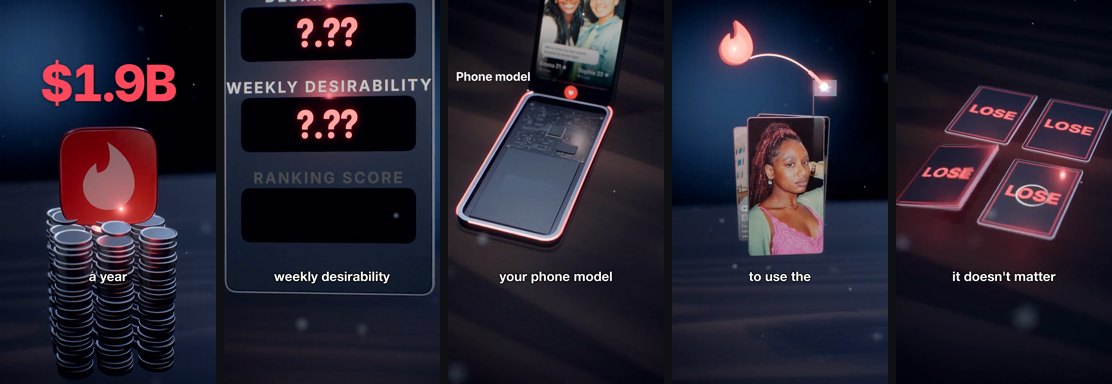 $1.9B
a year
DESIRABILITY
?.??
WEEKLY DESIRABILITY
?.??
RANKING SCORE
weekly desirability
Phone model
your phone model
to use the
LOSE
LOSE
LOSE
LOSE
it doesn't matter